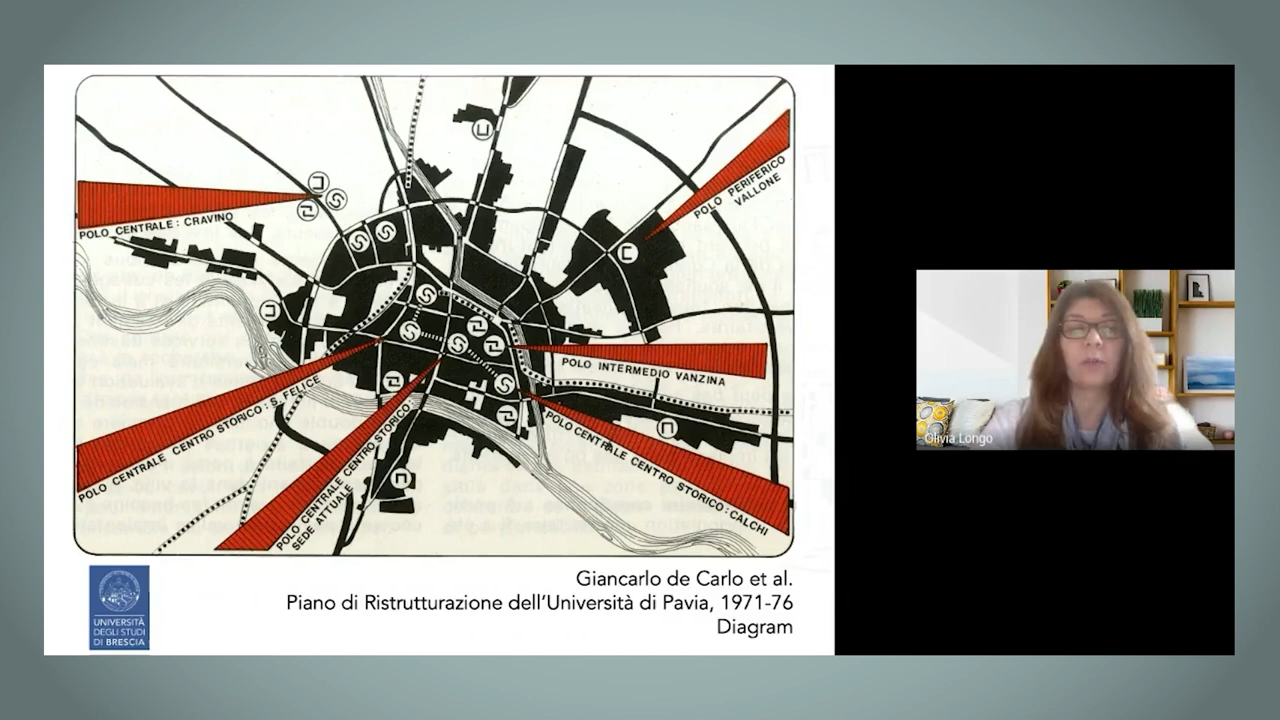 POLO CENTRALE : CRAVINO
POLO PERIFERICO
VALLONE
POLO INTERMEDIO VANZINA
POLO CENTRALE CENTRO STORICO : S. FELICE
POLO CENTRALE CENTRO STORICO :
SEDE ATTUALE
POLO CENTRALE CENTRO STORICO : CALCHI
Giancarlo de Carlo et al.
Piano di Ristrutturazione dell'Università di Pavia, 1971-76
Diagram
UNIVERSITÀ
DEGLI STUDI
DI BRESCIA
Olivia Longo